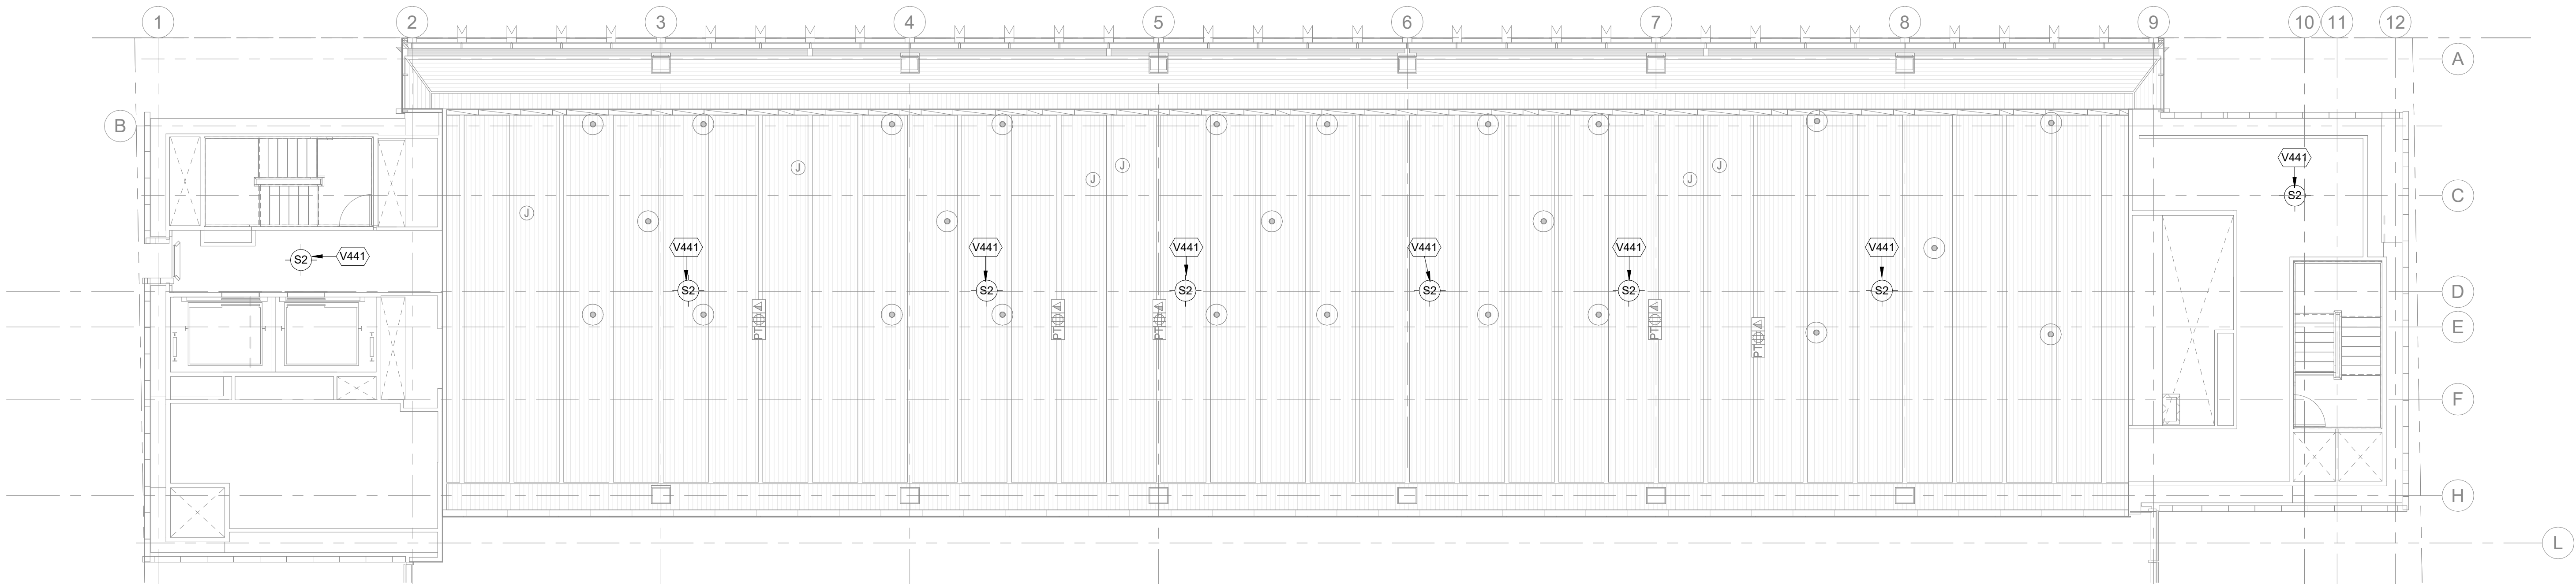 1 2 3 4 5 6 7 8 9 10 11 12
A
B
J J J J J J
V441
S2
C
J
V441 V441 V441 V441 V441 V441 V441
S2
S2 S2 S2 S2 S2 S2
D
PT PT PT PT
PT
E
F
H
L